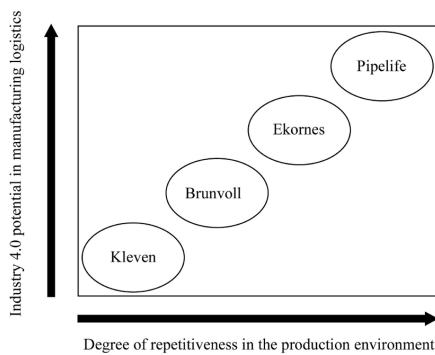 Industry 4.0 potential in manufacturing logistics
Pipelife
Ekornes
Brunvoll
Kleven
Degree of repetitiveness in the production environment